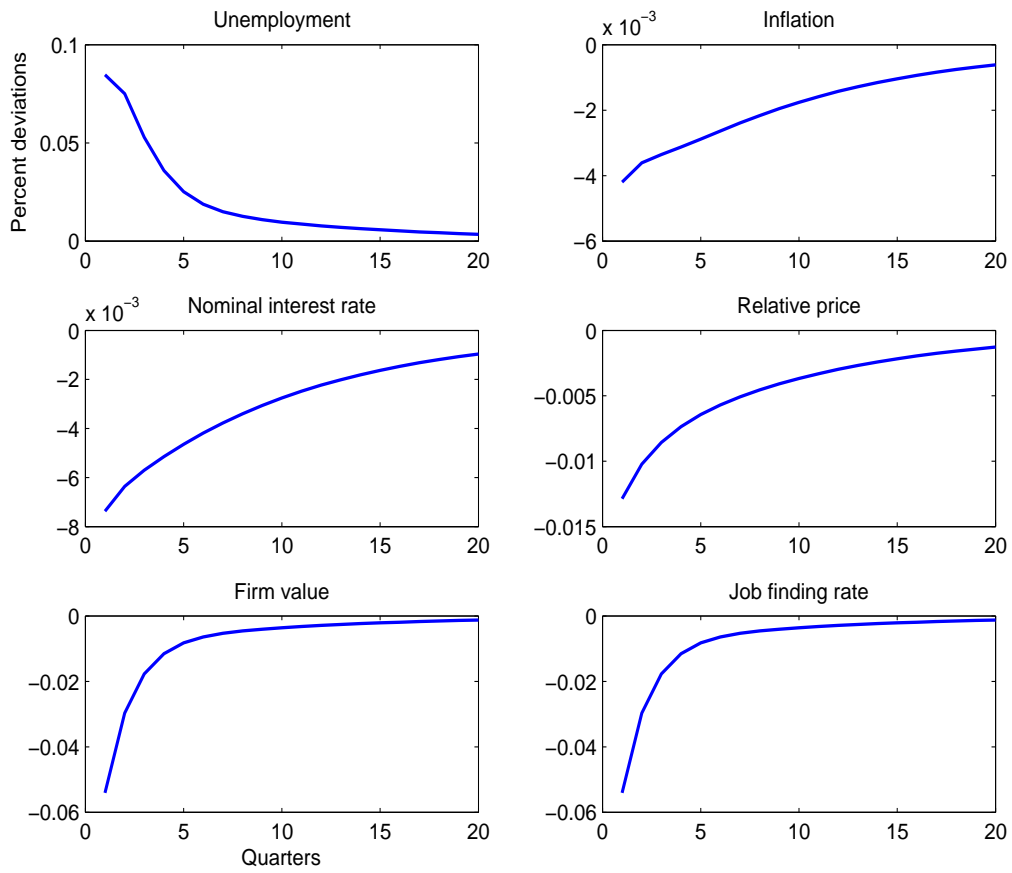 Unemployment
Percent deviations
0.1
0.05
0
0 5 10 15 20
Inflation
x 10−3
0
−2
−4
−6
0 5 10 15 20
Nominal interest rate
x 10−3
0
−2
−4
−6
−8
0 5 10 15 20
Relative price
0
−0.005
−0.01
−0.015
0 5 10 15 20
Firm value
0
−0.02
−0.04
−0.06
0 5 10 15 20
Quarters
Job finding rate
0
−0.02
−0.04
−0.06
0 5 10 15 20